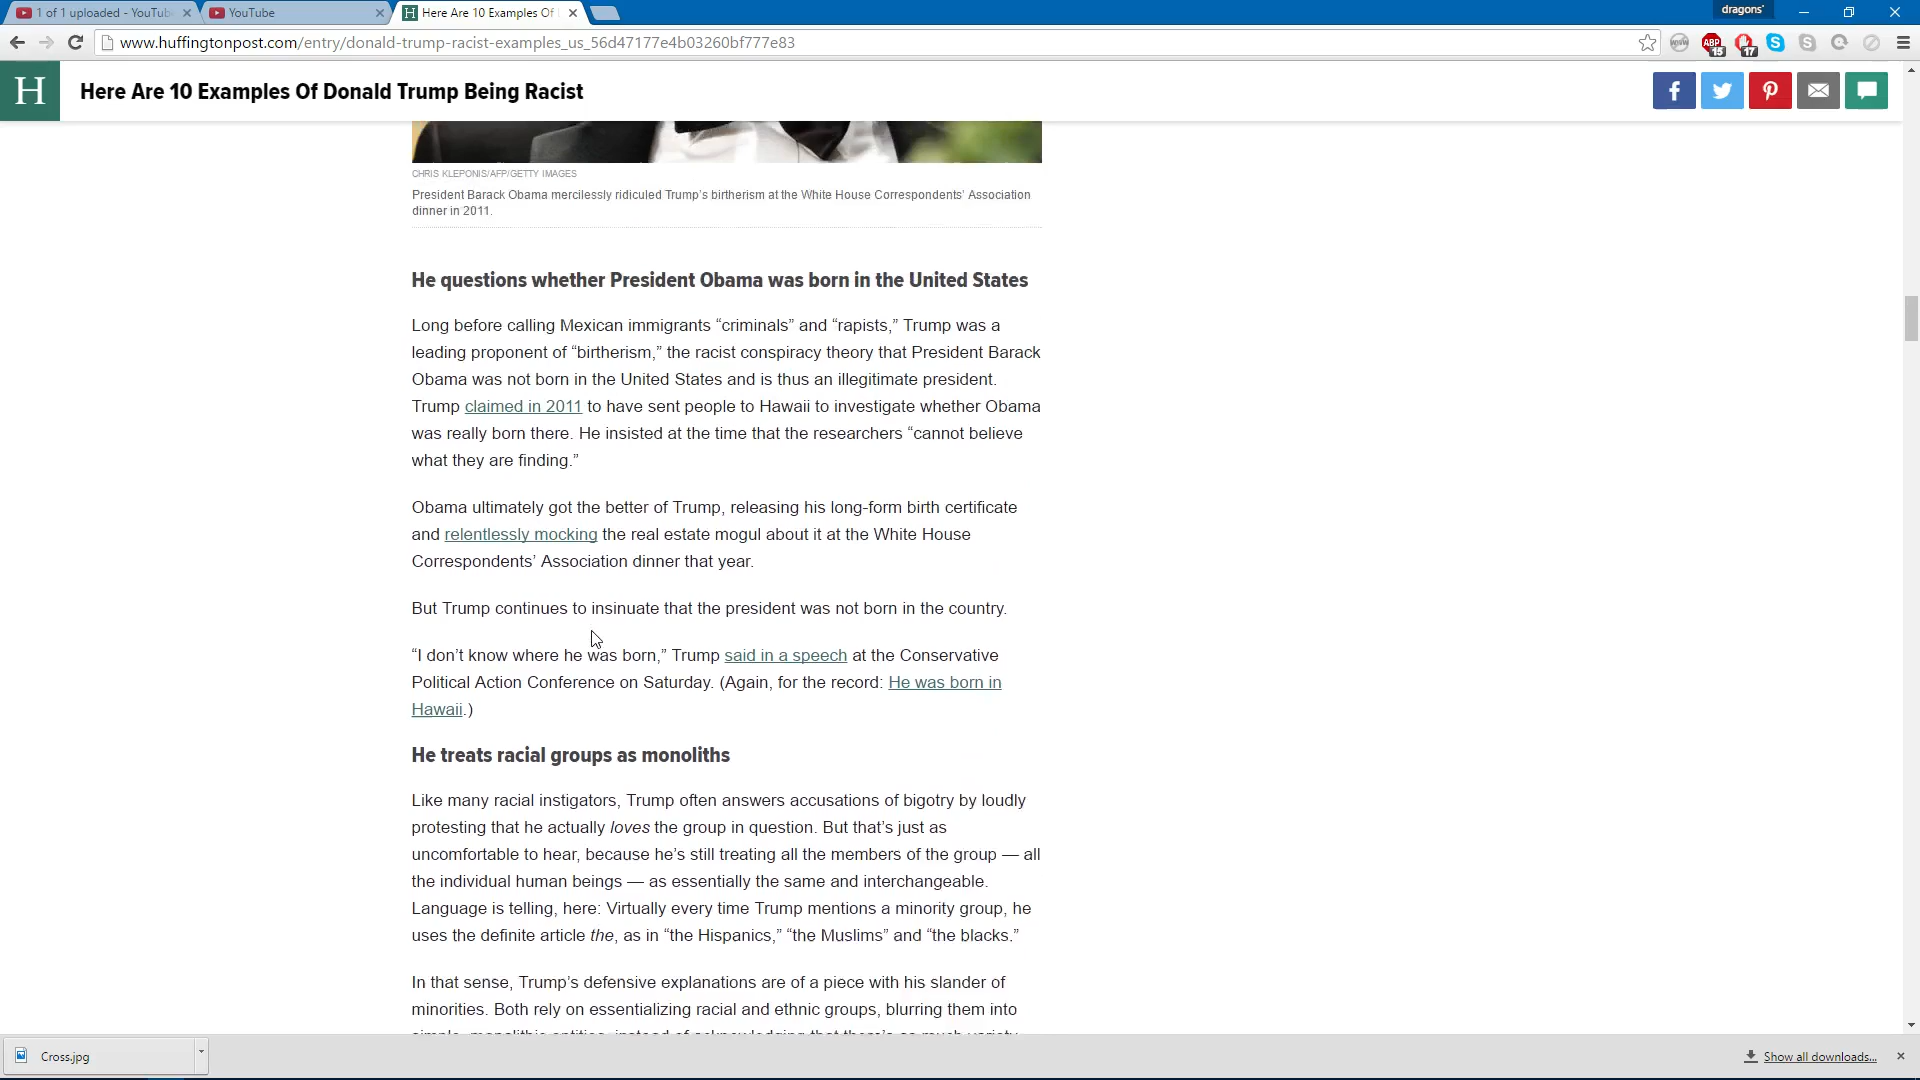 1 of 1 uploaded - YouTub
YouTube
Here Are 10 Examples Of
dragons'
www.huffingtonpost.com/entry/donald-trump-racist-examples_us_56d47177e4b03260bf777e83
ABP
15
17
H
Here Are 10 Examples Of Donald Trump Being Racist
CHRIS KLEPONIS/AFP/GETTY IMAGES
President Barack Obama mercilessly ridiculed Trump’s birtherism at the White House Correspondents’ Association
dinner in 2011.
He questions whether President Obama was born in the United States
Long before calling Mexican immigrants “criminals” and “rapists,” Trump was a
leading proponent of “birtherism,” the racist conspiracy theory that President Barack
Obama was not born in the United States and is thus an illegitimate president.
Trump claimed in 2011 to have sent people to Hawaii to investigate whether Obama
was really born there. He insisted at the time that the researchers “cannot believe
what they are finding.”
Obama ultimately got the better of Trump, releasing his long-form birth certificate
and relentlessly mocking the real estate mogul about it at the White House
Correspondents’ Association dinner that year.
But Trump continues to insinuate that the president was not born in the country.
“I don’t know where he was born,” Trump said in a speech at the Conservative
Political Action Conference on Saturday. (Again, for the record: He was born in
Hawaii.)
He treats racial groups as monoliths
Like many racial instigators, Trump often answers accusations of bigotry by loudly
protesting that he actually loves the group in question. But that’s just as
uncomfortable to hear, because he’s still treating all the members of the group — all
the individual human beings — as essentially the same and interchangeable.
Language is telling, here: Virtually every time Trump mentions a minority group, he
uses the definite article the, as in “the Hispanics,” “the Muslims” and “the blacks.”
In that sense, Trump’s defensive explanations are of a piece with his slander of
minorities. Both rely on essentializing racial and ethnic groups, blurring them into
simple, monolithic entities, instead of acknowledging that there’s as much variety
Cross.jpg
Show all downloads...